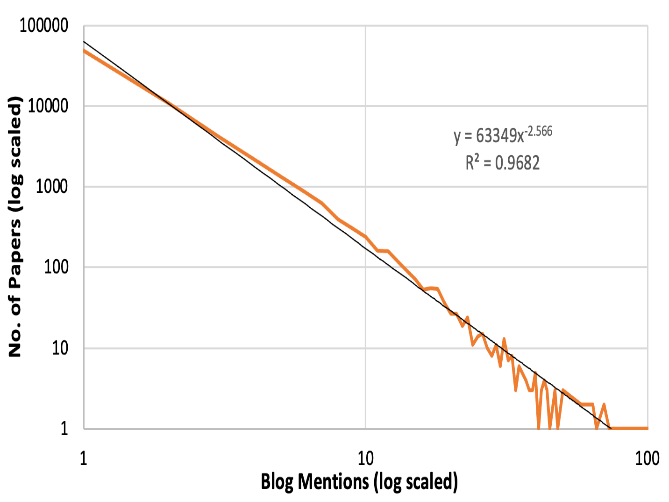 100000
10000
1000
100
10
1
No. of Papers (log scaled)
y = 63349x^-2.566
R² = 0.9682
1 10 100
Blog Mentions (log scaled)